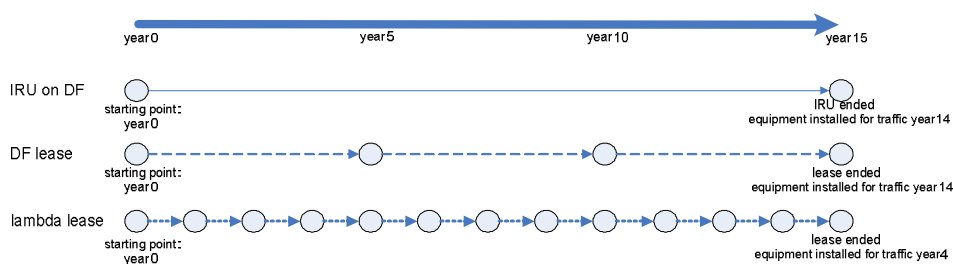 year0
year5
year10
year15
IRU on DF
starting point:
year0
IRU ended
equipment installed for traffic year14
DF lease
starting point:
year0
lease ended
equipment installed for traffic year14
lambda lease
starting point:
year0
lease ended
equipment installed for traffic year4